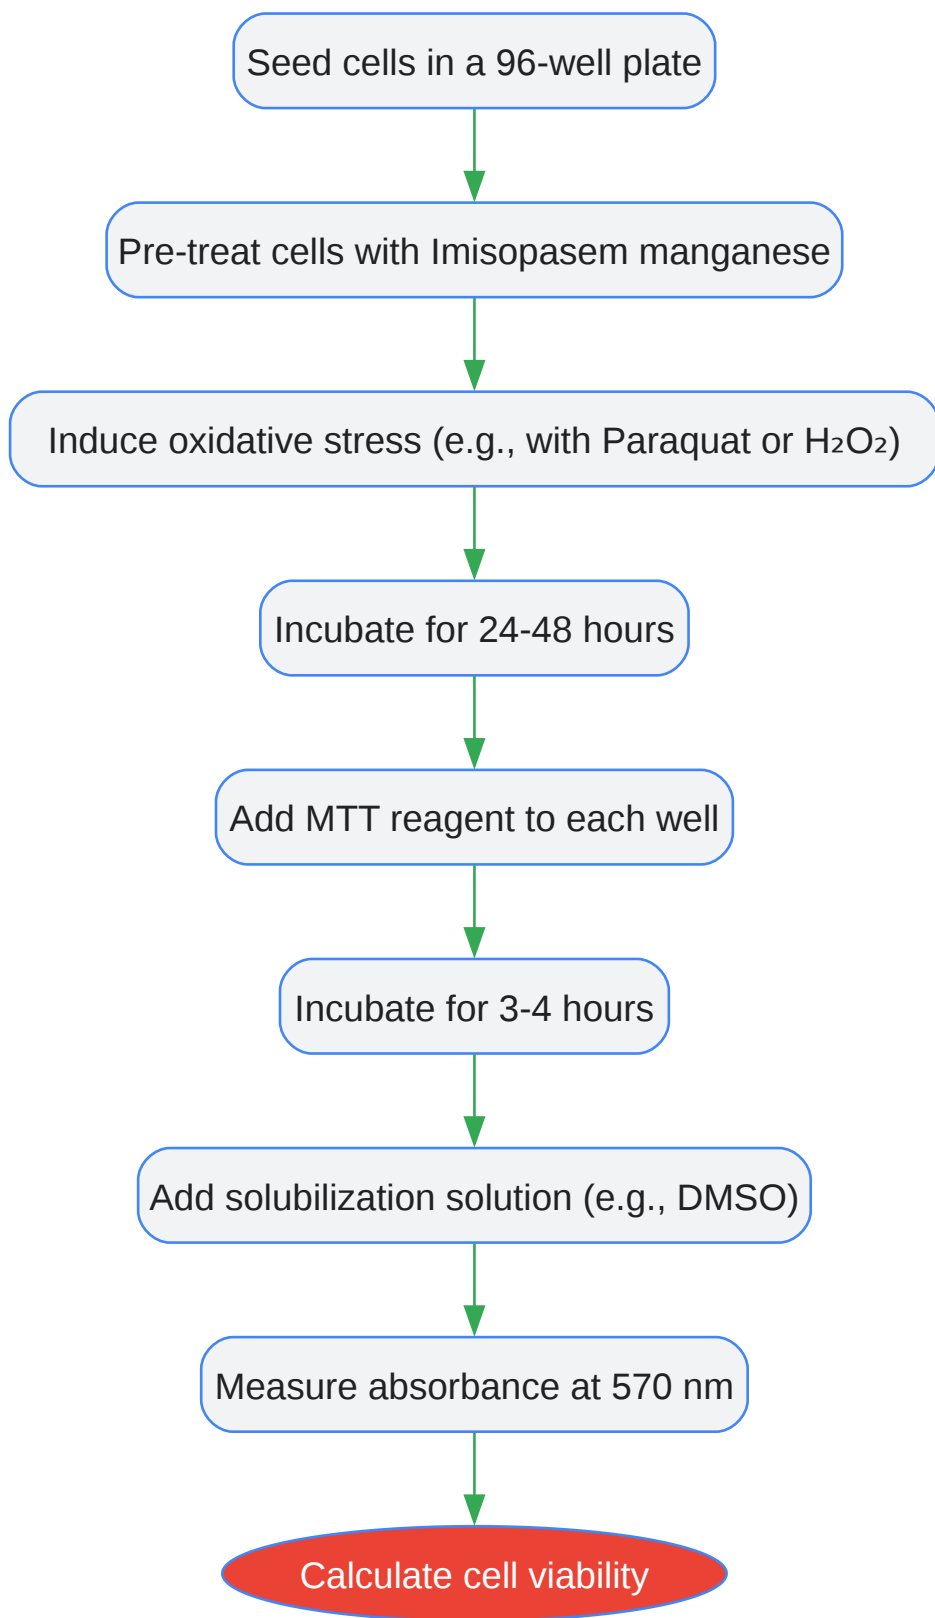 Seed cells in a 96-well plate
Pre-treat cells with Imisopasem manganese
Induce oxidative stress (e.g., with Paraquat or H₂O₂)
Incubate for 24-48 hours
Add MTT reagent to each well
Incubate for 3-4 hours
Add solubilization solution (e.g., DMSO)
Measure absorbance at 570 nm
Calculate cell viability